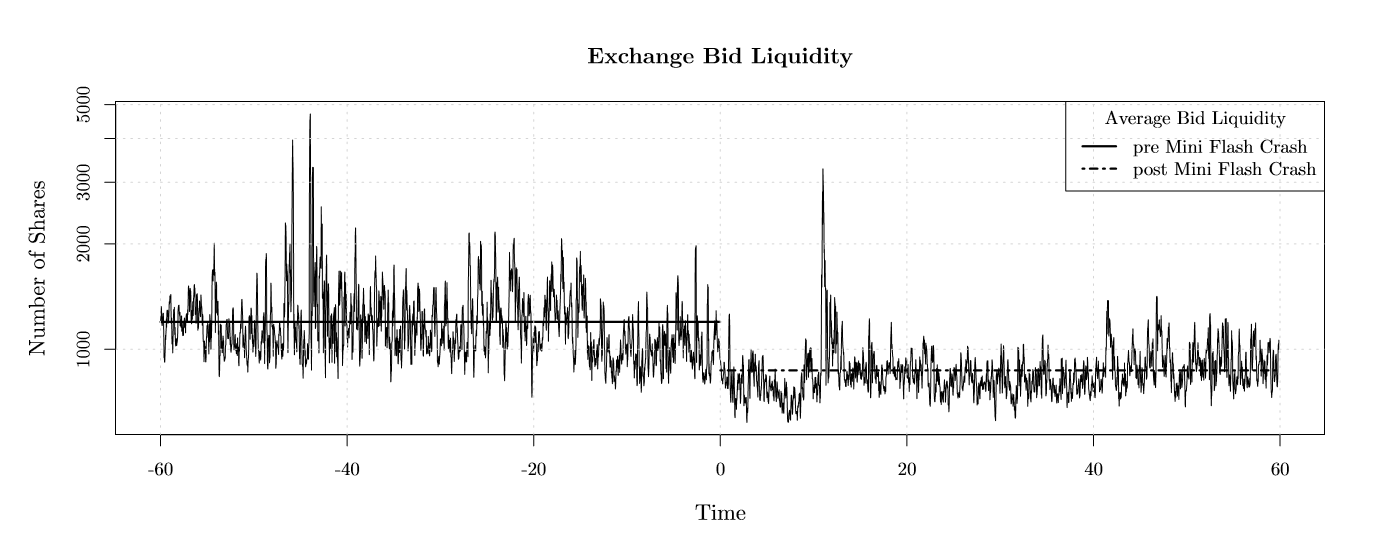 Exchange Bid Liquidity
Number of Shares
5000
3000
2000
1000
Average Bid Liquidity
pre Mini Flash Crash
post Mini Flash Crash
-60 -40 -20 0 20 40 60
Time